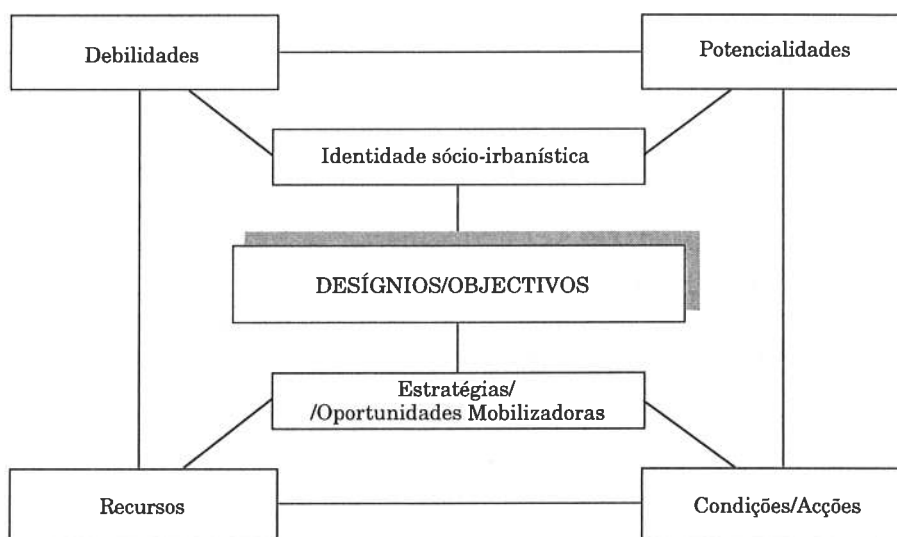 Debilidades
Potencialidades
Identidade sócio-irbanística
DESÍGNIOS/OBJECTIVOS
Estratégias/
/Oportunidades Mobilizadoras
Recursos
Condições/Acções